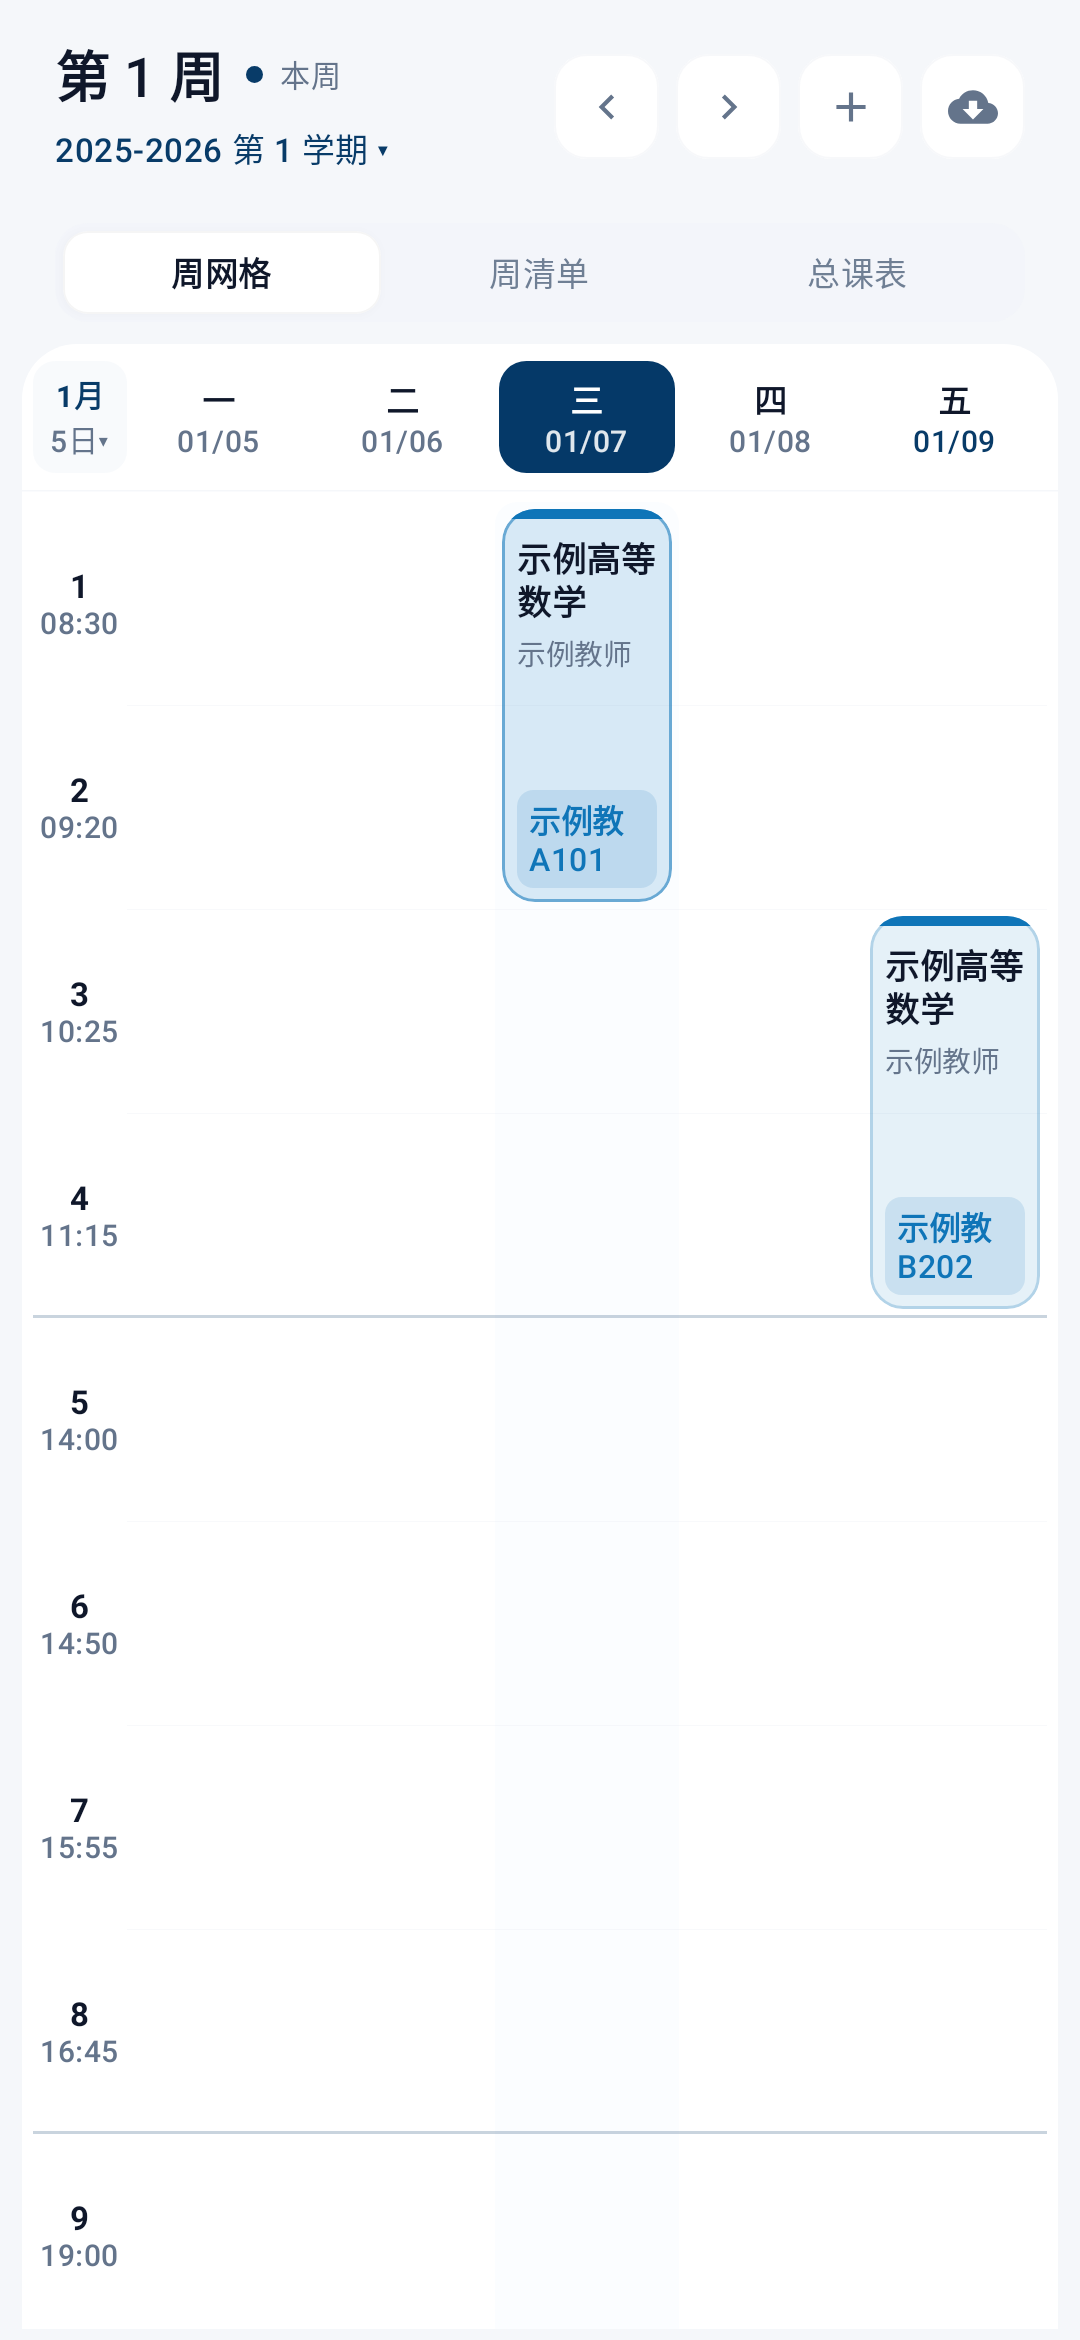 第 1 周 • 本周
2025-2026 第 1 学期 ▾
周网格 周清单 总课表
1月
5日▾
一
01/05
二
01/06
三
01/07
四
01/08
五
01/09
1
08:30
示例高等
数学
示例教师
2
09:20
示例教
A101
3
10:25
示例高等
数学
示例教师
4
11:15
示例教
B202
5
14:00
6
14:50
7
15:55
8
16:45
9
19:00